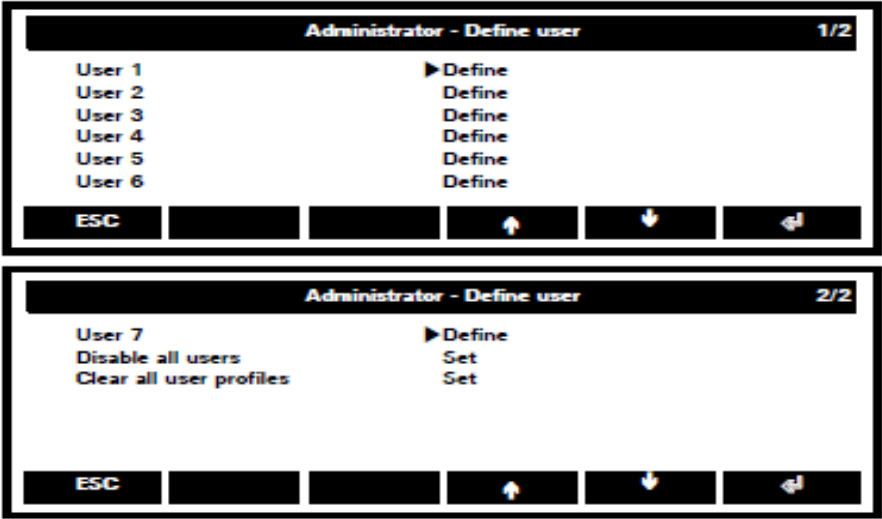 Administrator - Define user 1/2
User 1 ▶Define
User 2 Define
User 3 Define
User 4 Define
User 5 Define
User 6 Define
ESC ↑ ↓ ↵
Administrator - Define user 2/2
User 7 ▶Define
Disable all users Set
Clear all user profiles Set
ESC ↑ ↓ ↵